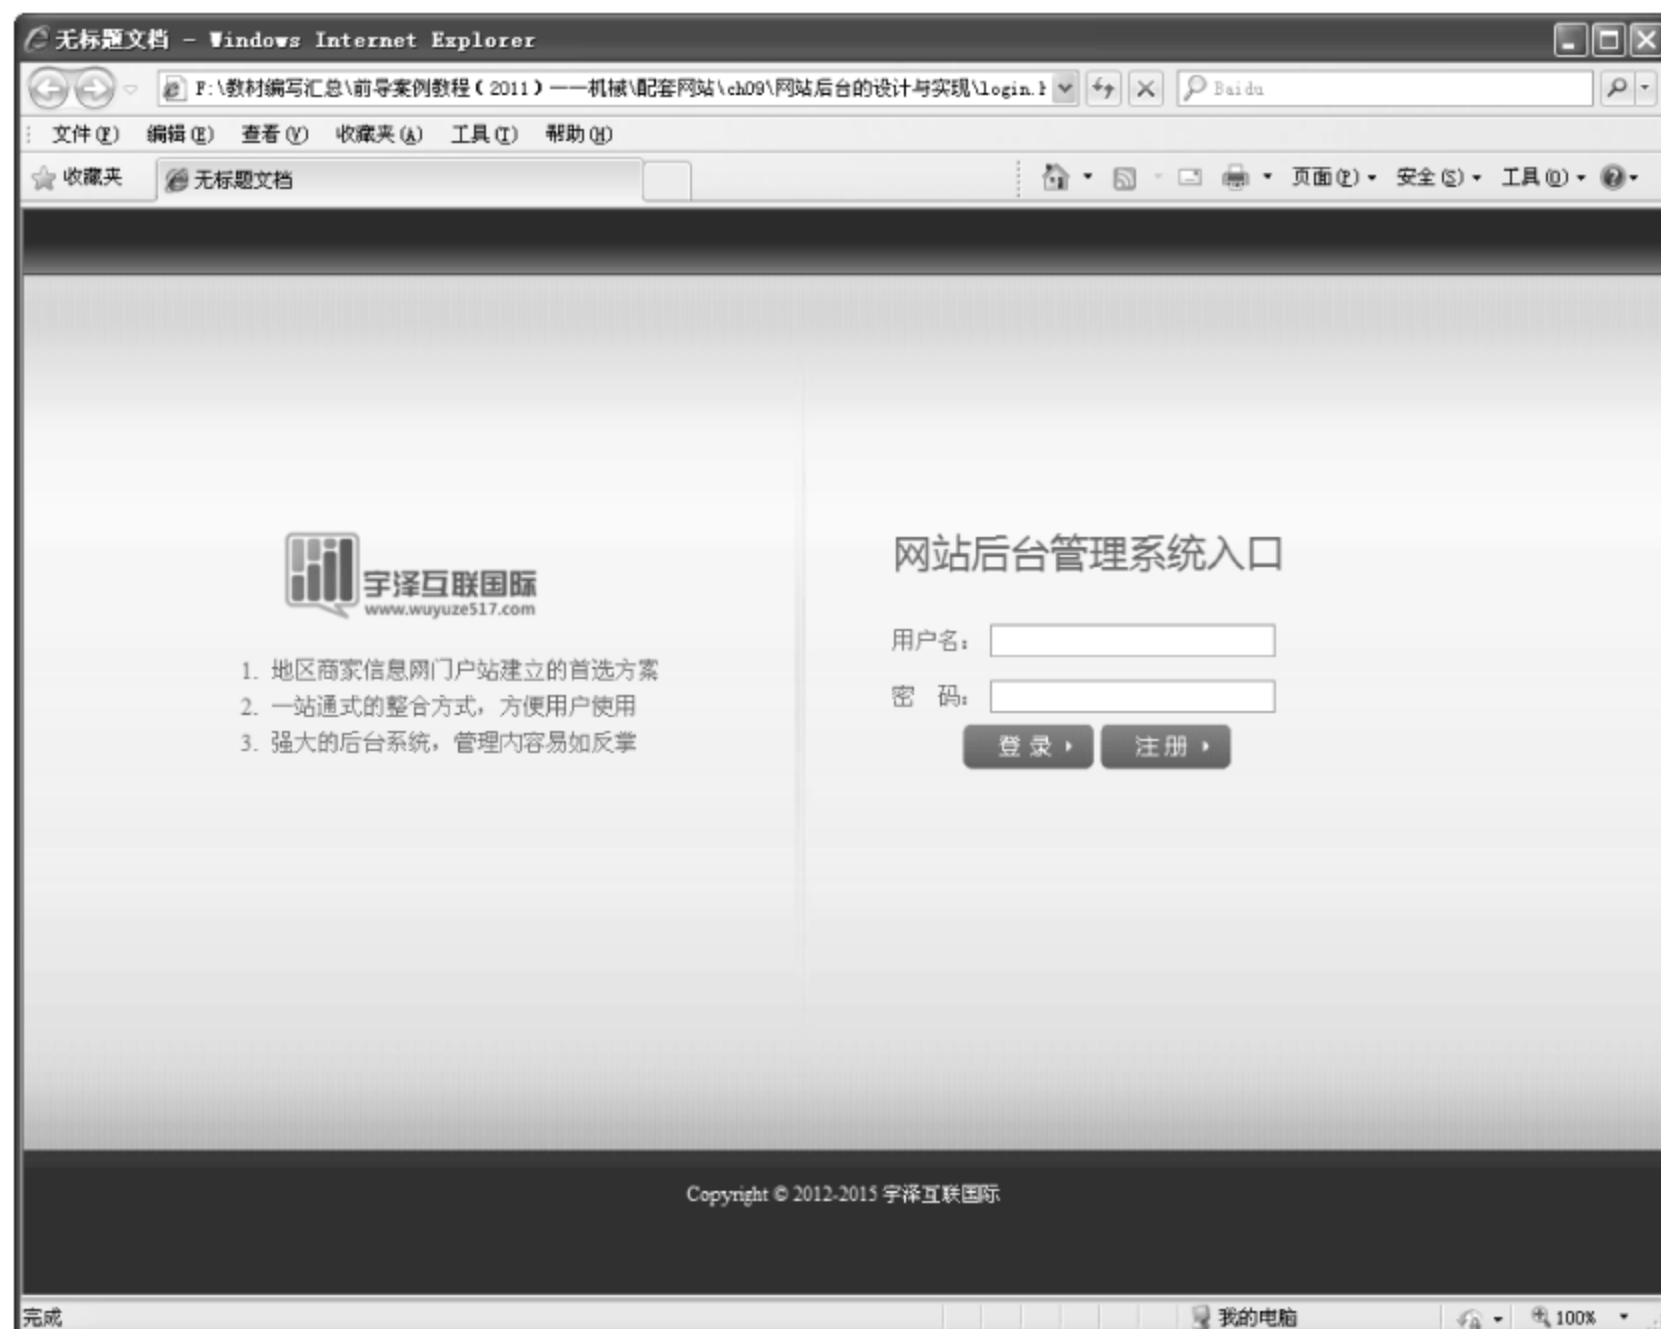 无标题文档 - Windows Internet Explorer
F:\教材编写汇总\前导案例教程（2011）——机械\配套网站\ch09\网站后台的设计与实现\login.h
Baidu
文件(F) 编辑(E) 查看(V) 收藏夹(A) 工具(T) 帮助(H)
收藏夹 无标题文档 页面(P) 安全(S) 工具(O)
宇泽互联国际
www.wuyuze517.com
1. 地区商家信息网门户站建立的首选方案
2. 一站通式的整合方式，方便用户使用
3. 强大的后台系统，管理内容易如反掌
网站后台管理系统入口
用户名：
密 码：
登 录 注 册
Copyright © 2012-2015 宇泽互联国际
完成 我的电脑 100%